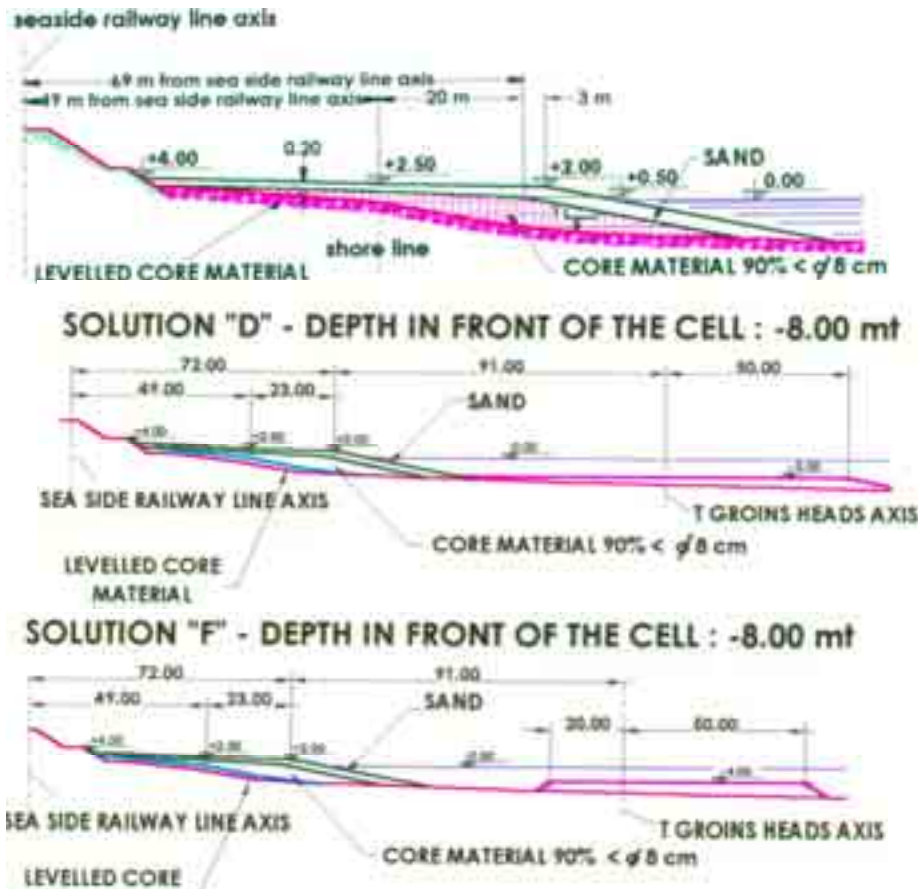 seaside railway line axis
69 m from sea side railway line axis
49 m from sea side railway line axis 20 m 3 m
+4.00 0.20 +2.50 +2.00 SAND
+0.50 0.00
shore line
LEVELLED CORE MATERIAL CORE MATERIAL 90% < ⌀ 8 cm
SOLUTION "D" - DEPTH IN FRONT OF THE CELL : -8.00 mt
72.00 91.00 50.00
49.00 23.00
SAND
SEA SIDE RAILWAY LINE AXIS
T GROINS HEADS AXIS
CORE MATERIAL 90% < ⌀ 8 cm
LEVELLED CORE
MATERIAL
SOLUTION "F" - DEPTH IN FRONT OF THE CELL : -8.00 mt
72.00 91.00
49.00 23.00 SAND
50.00
SEA SIDE RAILWAY LINE AXIS
T GROINS HEADS AXIS
CORE MATERIAL 90% < ⌀ 8 cm
LEVELLED CORE